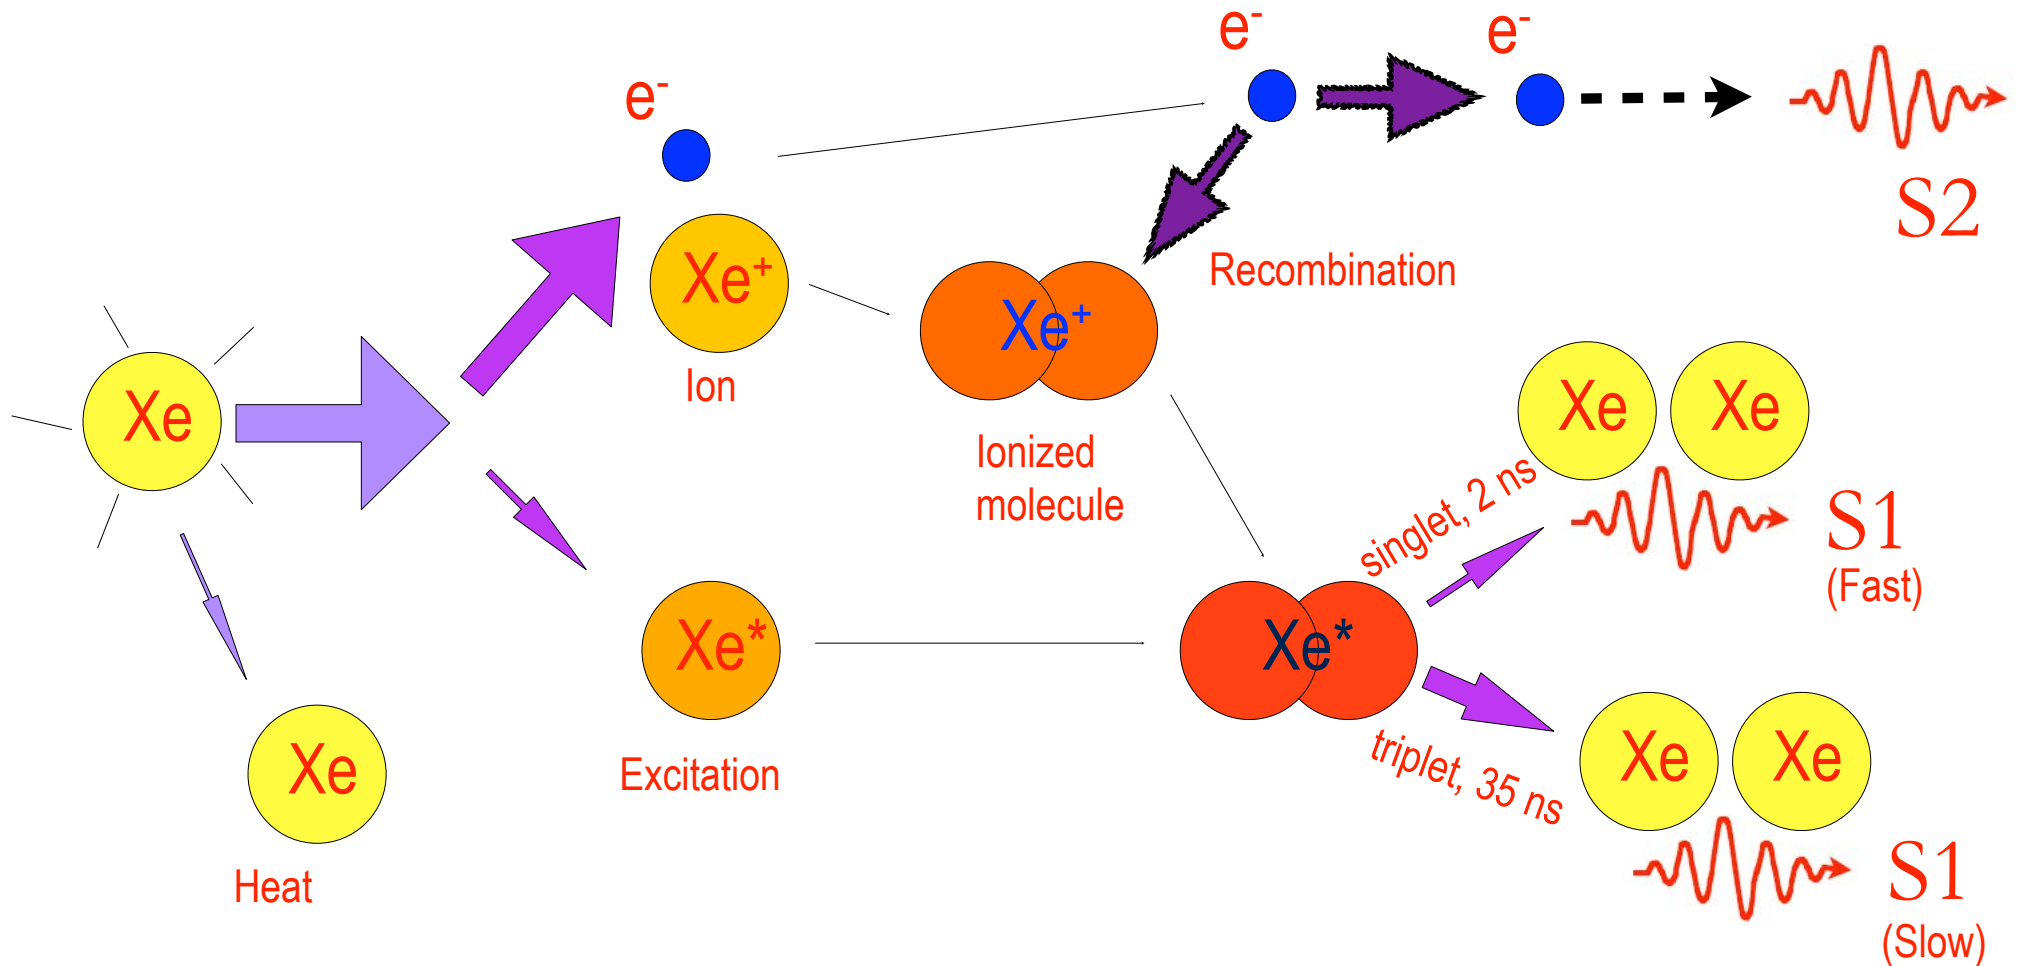 e-
e-
e-
S2
Xe+
Recombination
Xe+
Ion
Xe
Xe
Xe
Ionized
molecule
singlet, 2 ns
S1
(Fast)
Xe*
Xe*
Excitation
triplet, 35 ns
Xe
Xe
Xe
Heat
S1
(Slow)